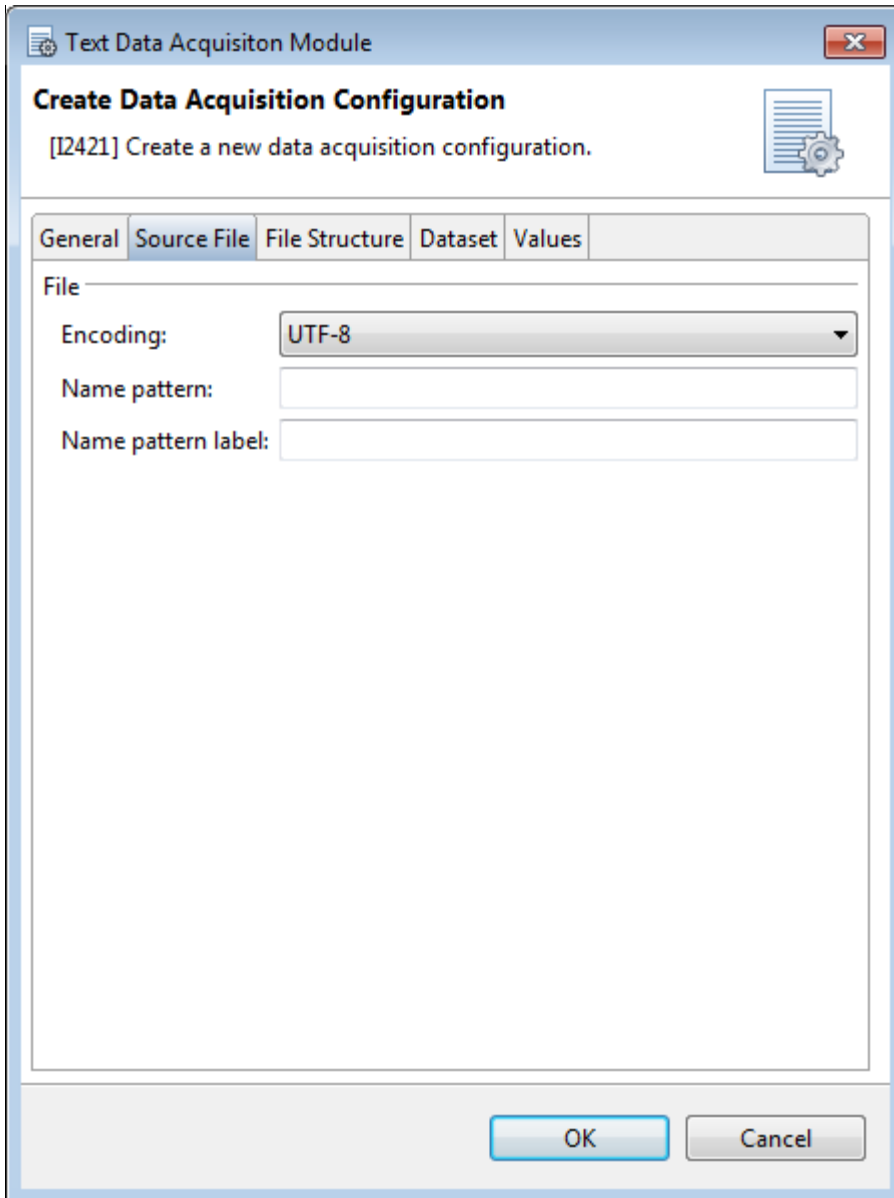 Text Data Acquisiton Module
Create Data Acquisition Configuration
[I2421] Create a new data acquisition configuration.
General Source File File Structure Dataset Values
File
Encoding: UTF-8
Name pattern:
Name pattern label:
OK Cancel